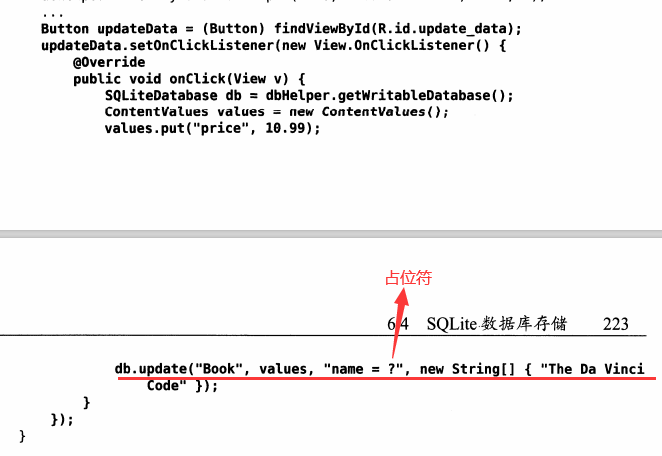 ...
Button updateData = (Button) findViewById(R.id.update_data);
updateData.setOnClickListener(new View.OnClickListener() {
@Override
public void onClick(View v) {
SQLiteDatabase db = dbHelper.getWritableDatabase();
ContentValues values = new ContentValues();
values.put("price", 10.99);
占位符
6.4 SQLite 数据库存储 223
db.update("Book", values, "name = ?", new String[] { "The Da Vinci
Code" });
}
});
}